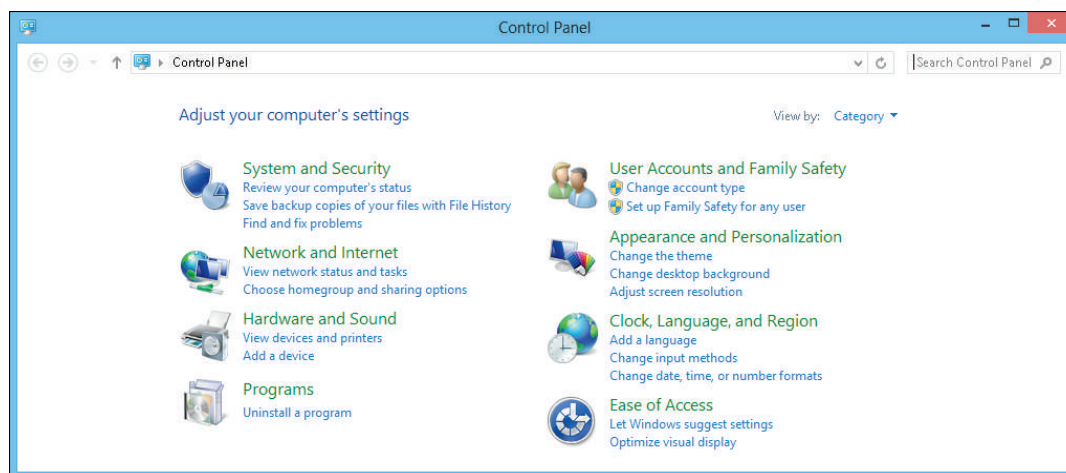 Control Panel
Control Panel
Search Control Panel
Adjust your computer's settings
View by: Category
System and Security
Review your computer's status
Save backup copies of your files with File History
Find and fix problems
Network and Internet
View network status and tasks
Choose homegroup and sharing options
Hardware and Sound
View devices and printers
Add a device
Programs
Uninstall a program
User Accounts and Family Safety
Change account type
Set up Family Safety for any user
Appearance and Personalization
Change the theme
Change desktop background
Adjust screen resolution
Clock, Language, and Region
Add a language
Change input methods
Change date, time, or number formats
Ease of Access
Let Windows suggest settings
Optimize visual display